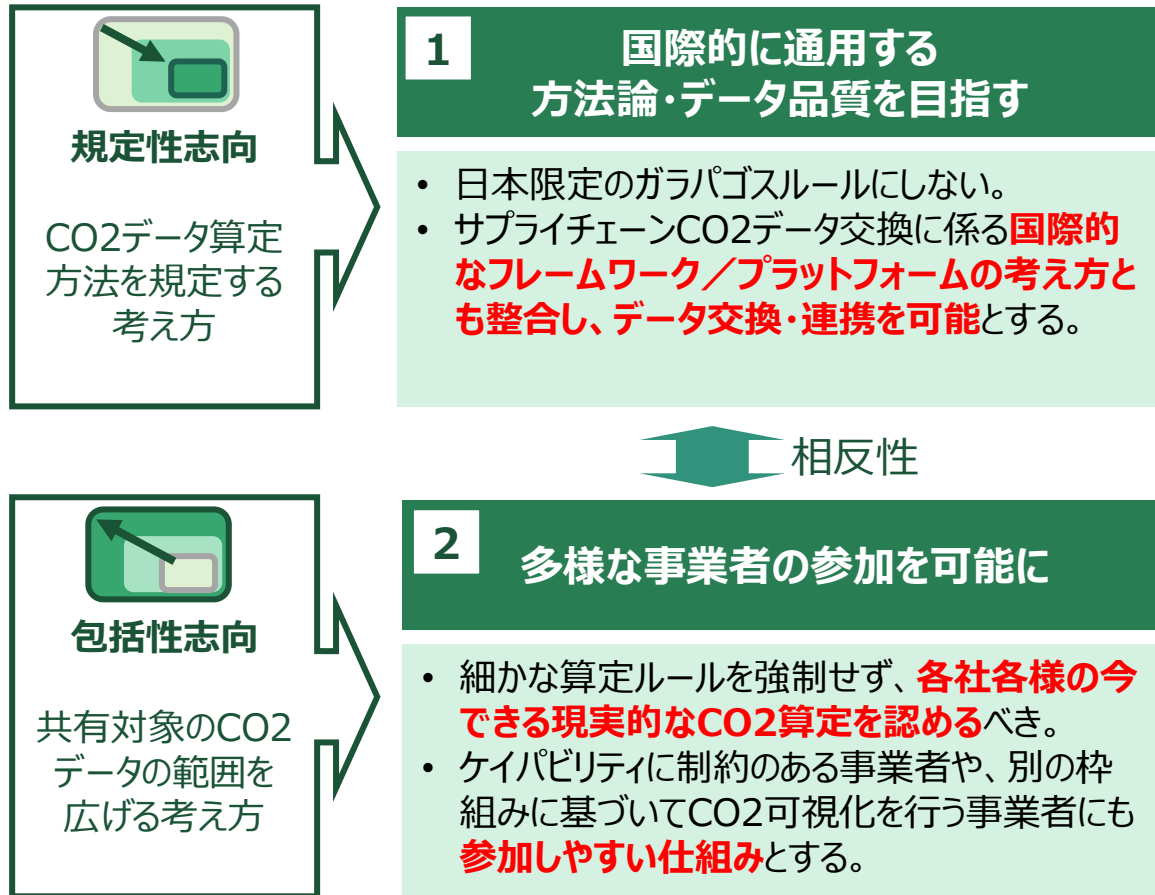 規定性志向
CO2データ算定
方法を規定する
考え方
1
国際的に通用する
方法論・データ品質を目指す
• 日本限定のガラパゴスルールにしない。
• サプライチェーンCO2データ交換に係る国際的
なフレームワーク／プラットフォームの考え方と
も整合し、データ交換・連携を可能とする。
相反性
包括性志向
共有対象のCO2
データの範囲を
広げる考え方
2
多様な事業者の参加を可能に
• 細かな算定ルールを強制せず、各社各様の今
できる現実的なCO2算定を認めるべき。
• ケイパビリティに制約のある事業者や、別の枠
組みに基づいてCO2可視化を行う事業者にも
参加しやすい仕組みとする。